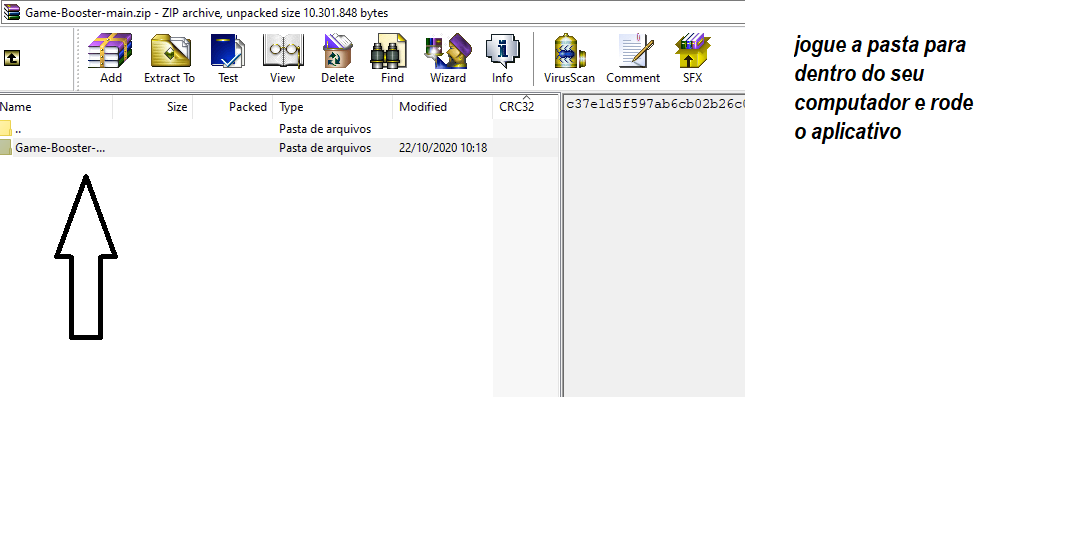 Game-Booster-main.zip - ZIP archive, unpacked size 10.301.848 bytes
Add Extract To Test View Delete Find Wizard Info VirusScan Comment SFX
Name Size Packed Type Modified CRC32
.. Pasta de arquivos
Game-Booster-... Pasta de arquivos 22/10/2020 10:18
c37e1d5f597ab6cb02b26c0
jogue a pasta para
dentro do seu
computador e rode
o aplicativo